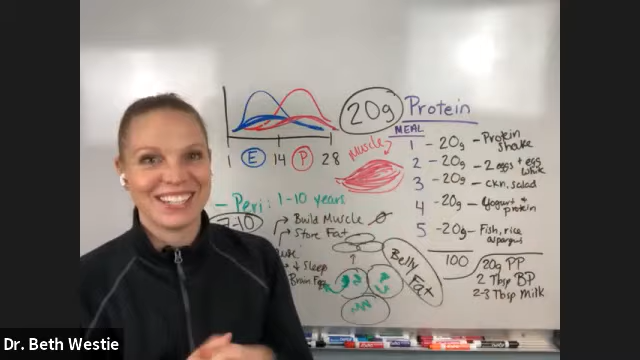 20g Protein
MEAL
1 - 20g - Protein shake
2 - 20g - 2 eggs + egg white
3 - 20g - ckn, salad
4 - 20g - Yogurt + protein
5 - 20g - Fish, rice asparagus
100
20g PP
2 Tbsp BP
2-3 Tbsp Milk
Muscle
1 E 14 P 28
- Peri: 1-10 years
7-10
→ Build Muscle
→ Store Fat
↓ Sleep
Brain Fog
Belly Fat
Dr. Beth Westie